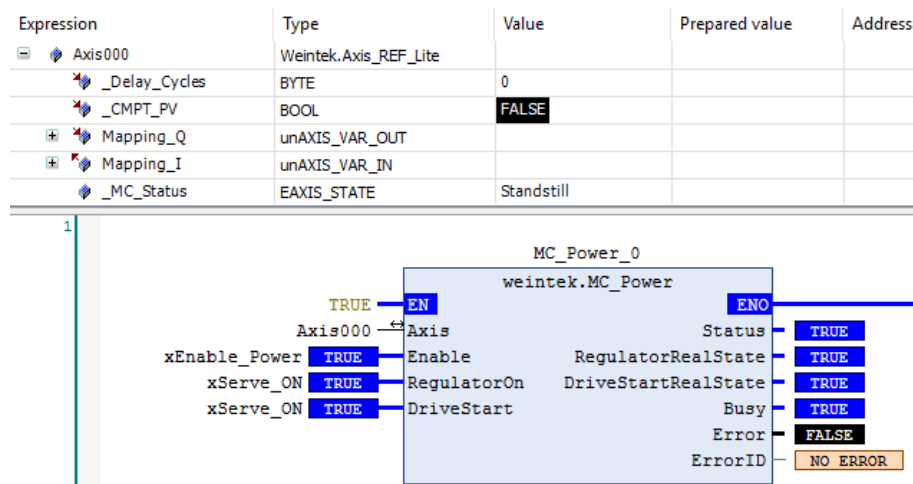 Expression Type Value Prepared value Address
Axis000 Weintek.Axis_REF_Lite
_Delay_Cycles BYTE 0
_CMPT_PV BOOL FALSE
Mapping_Q unAXIS_VAR_OUT
Mapping_I unAXIS_VAR_IN
_MC_Status EAXIS_STATE Standstill
1
MC_Power_0
weintek.MC_Power
TRUE EN ENO
Axis000 Axis Status TRUE
xEnable_Power TRUE Enable RegulatorRealState TRUE
xServe_ON TRUE RegulatorOn DriveStartRealState TRUE
xServe_ON TRUE DriveStart Busy TRUE
Error FALSE
ErrorID NO ERROR